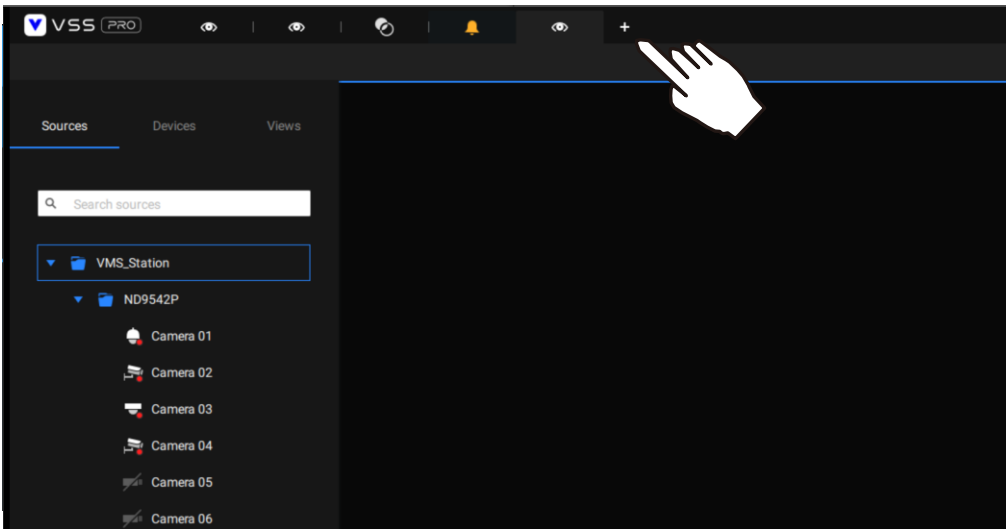 VSS PRO
+
Sources Devices Views
Search sources
VMS_Station
ND9542P
Camera 01
Camera 02
Camera 03
Camera 04
Camera 05
Camera 06